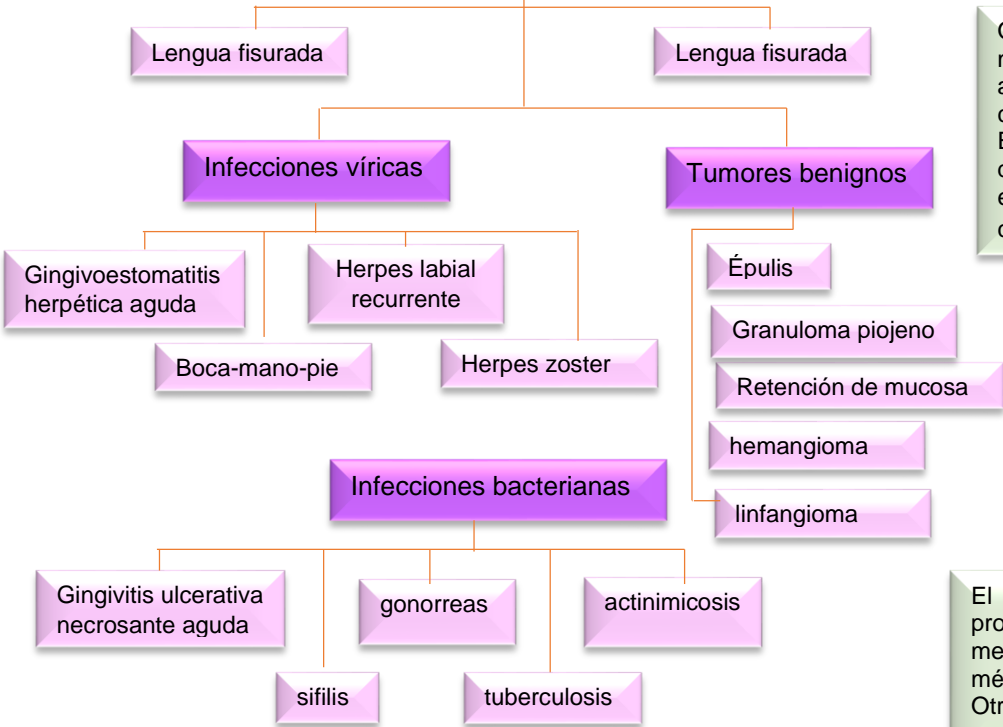 Lengua fisurada
Lengua fisurada
Infecciones víricas
Tumores benignos
Gingivoestomatitis
herpética aguda
Herpes labial
recurrente
Boca-mano-pie
Herpes zoster
Épulis
Granuloma piojeno
Retención de mucosa
hemangioma
linfangioma
Infecciones bacterianas
Gingivitis ulcerativa
necrosante aguda
gonorreas
actinimicosis
sifilis
tuberculosis
El